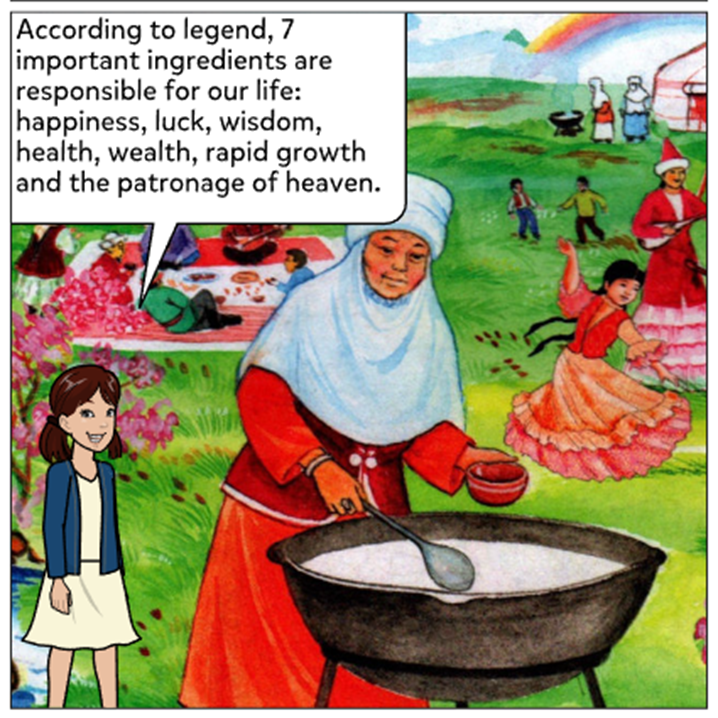 According to legend, 7
important ingredients are
responsible for our life:
happiness, luck, wisdom,
health, wealth, rapid growth
and the patronage of heaven.